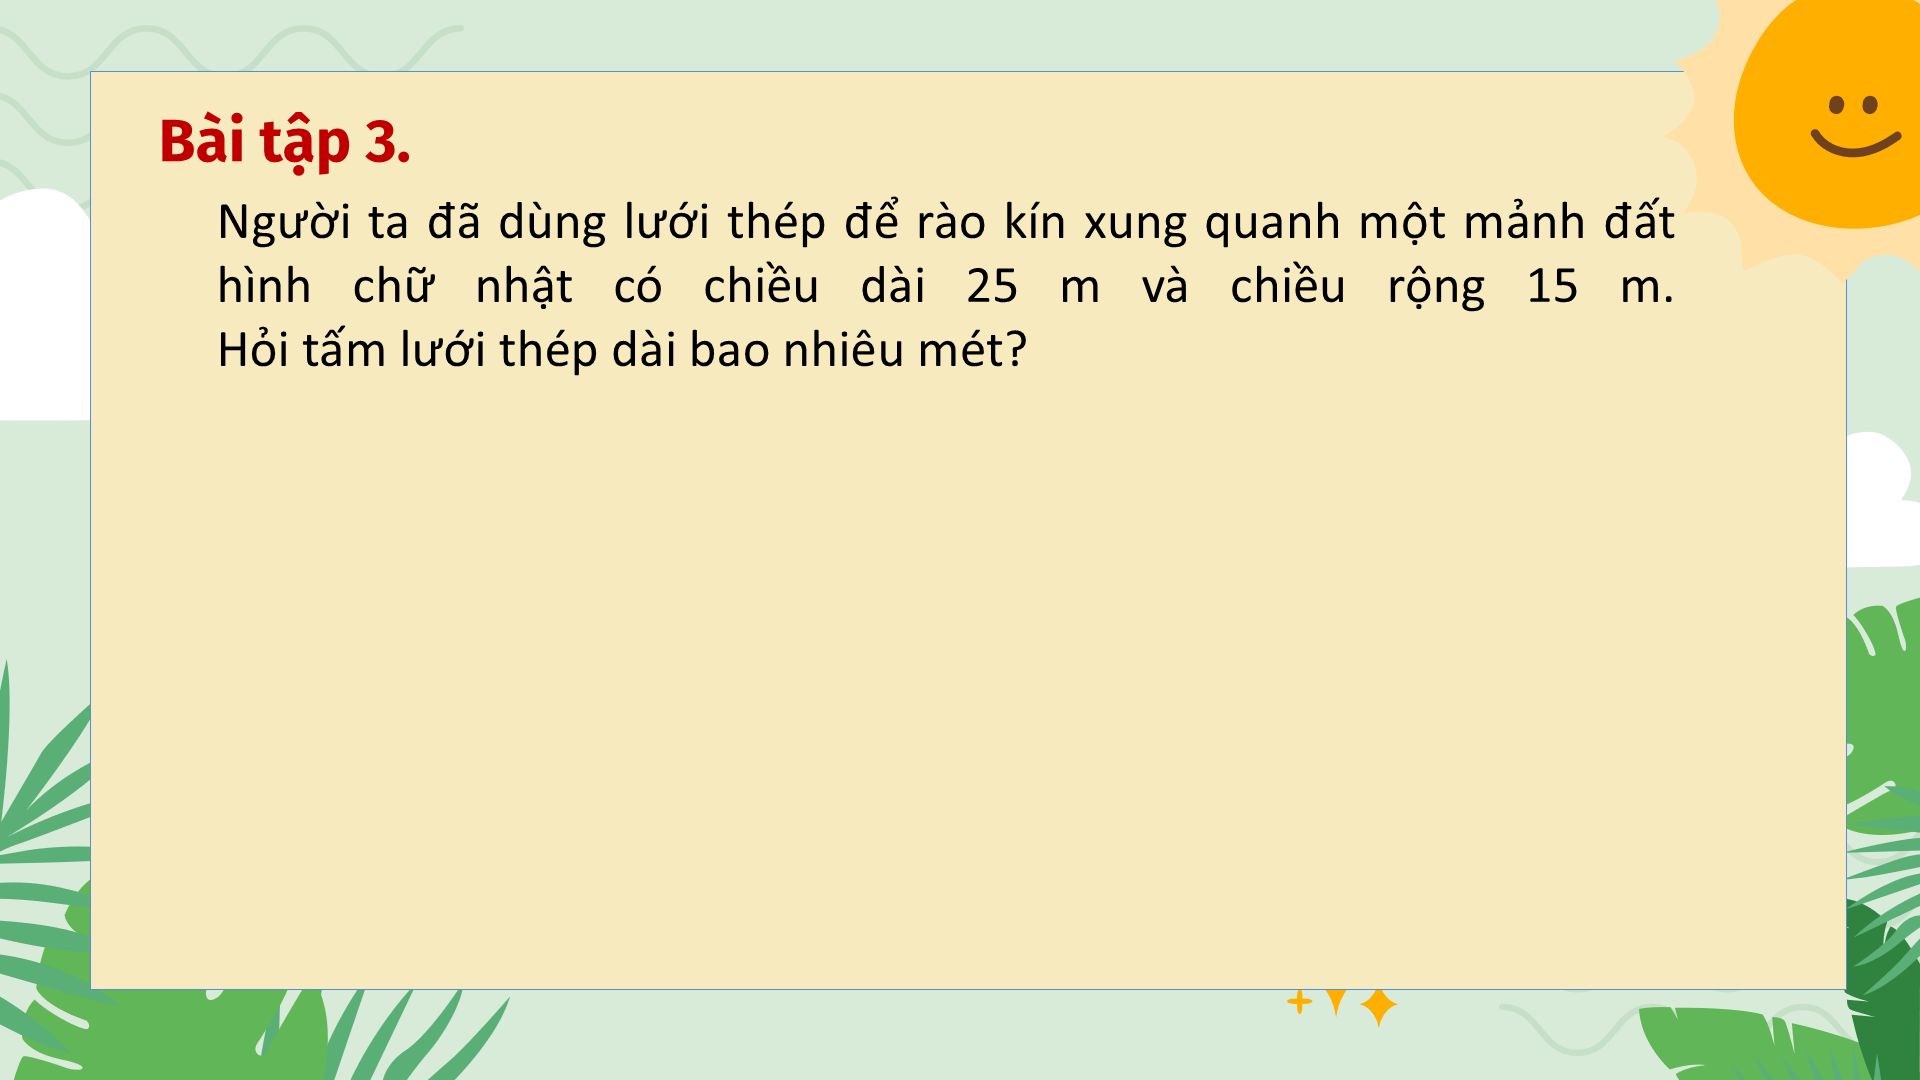 Bài tập 3.
Người ta đã dùng lưới thép để rào kín xung quanh một mảnh đất
hình chữ nhật có chiều dài 25 m và chiều rộng 15 m.
Hỏi tấm lưới thép dài bao nhiêu mét?